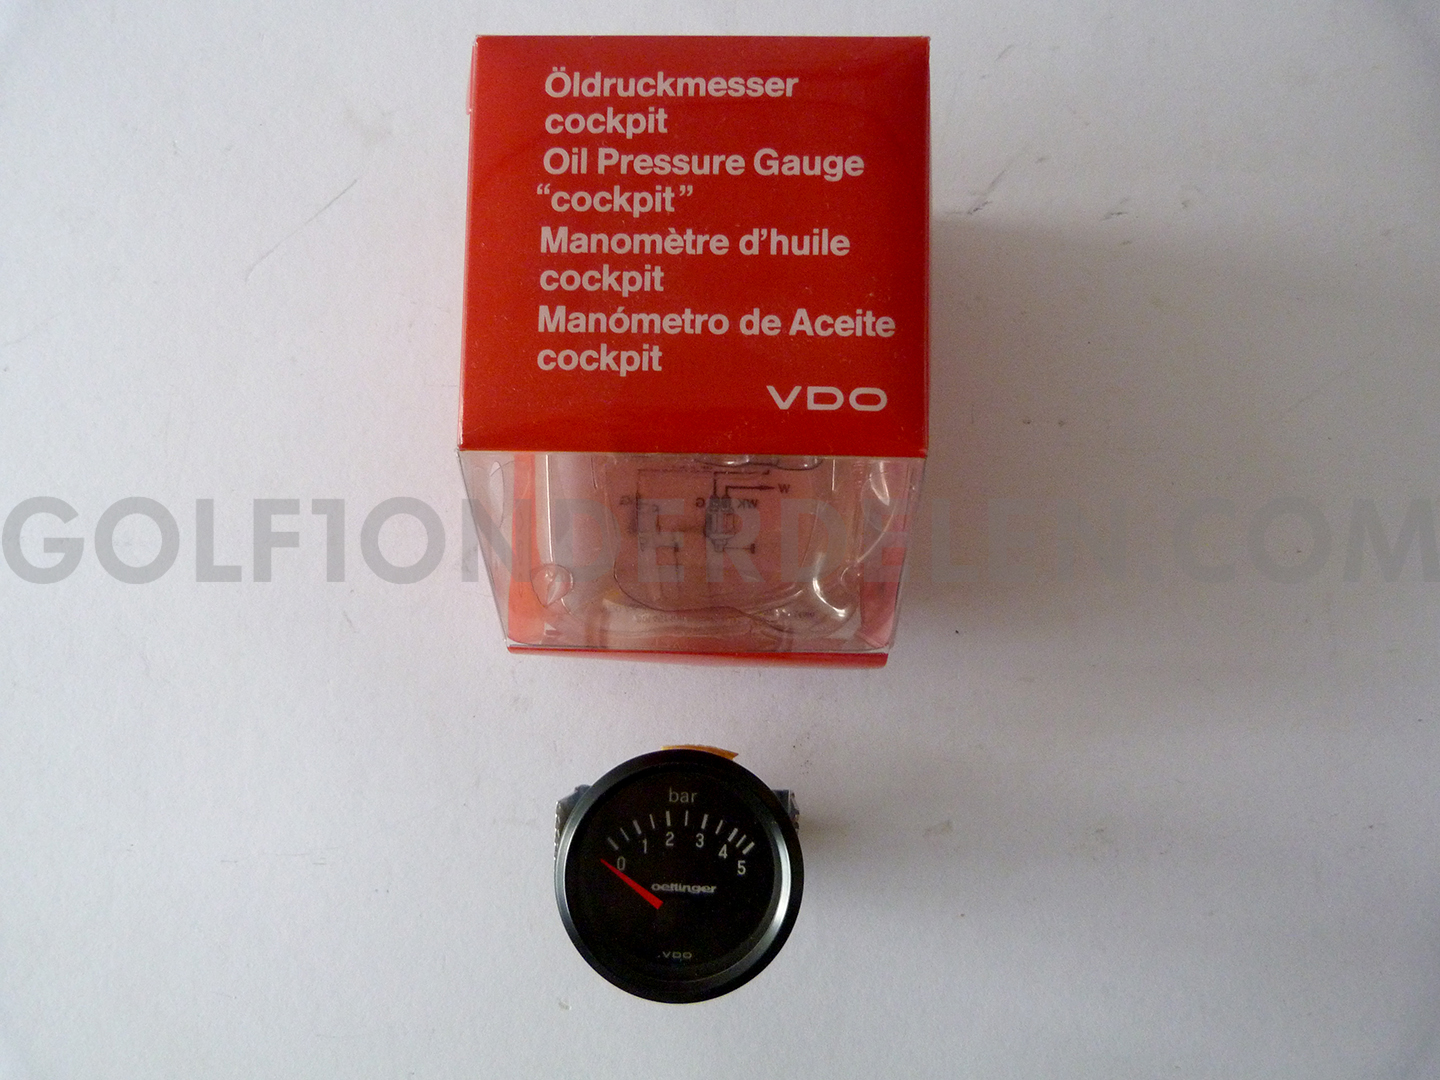 Öldruckmesser
cockpit
Oil Pressure Gauge
“cockpit”
Manomètre d’huile
cockpit
Manómetro de Aceite
cockpit
VDO
W
G
WK
G
GOLF1ONDERDELEN.COM
bar
0 1 2 3 4 5
oettinger
VDO